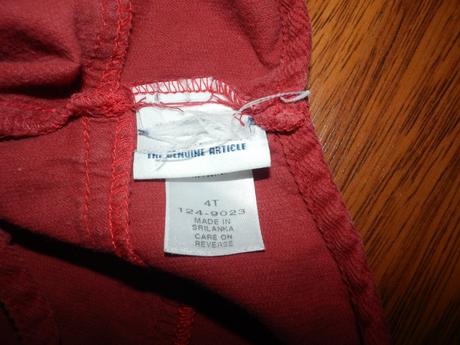 THE GENUINE ARTICLE
4T
124-9023
MADE IN
SRILANKA
CARE ON
REVERSE